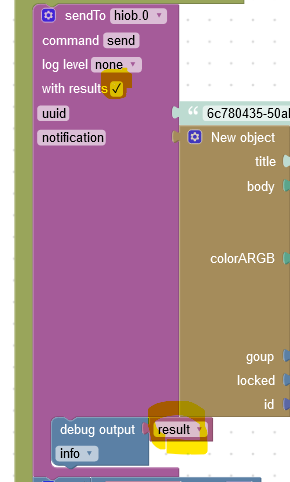 sendTo hiob.0
command send
log level none
with results
uuid “ 6c780435-50a
notification New object
title
body
colorARGB
goup
locked
id
debug output result
info